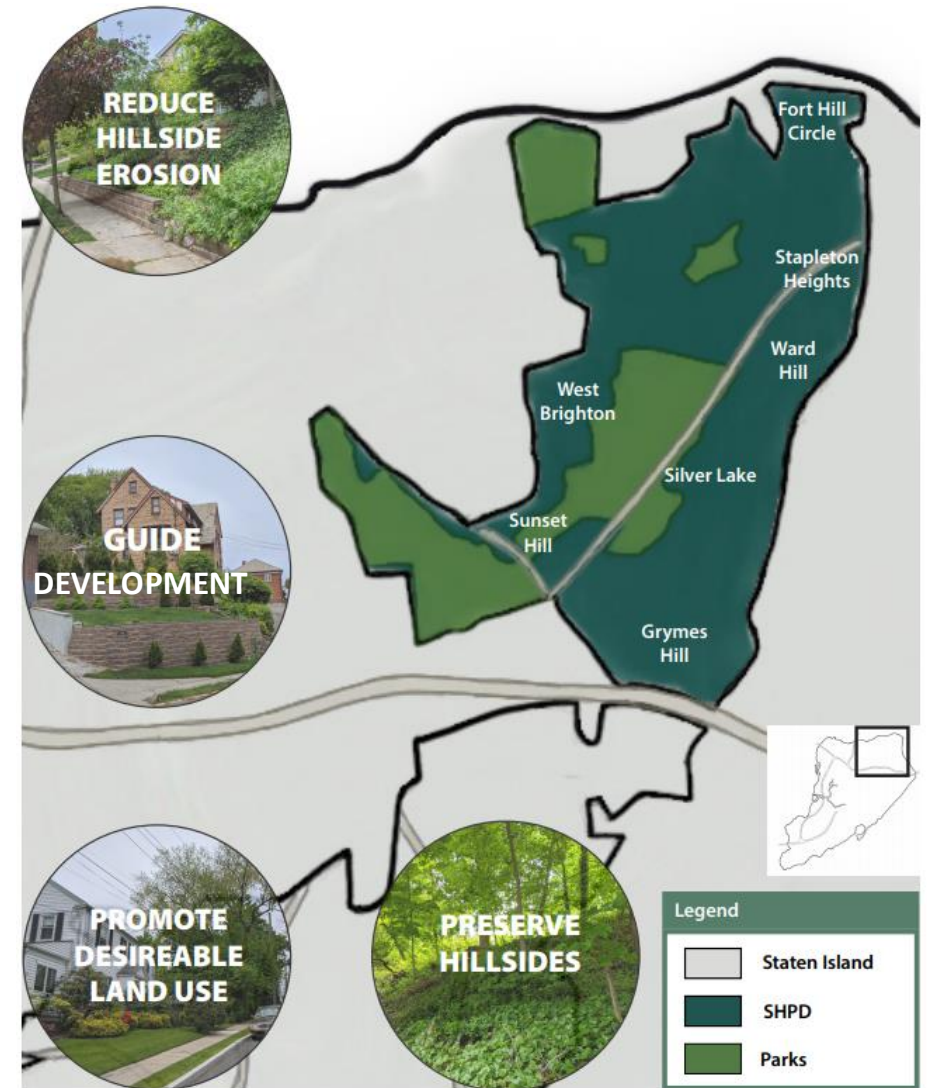 REDUCE
HILLSIDE
EROSION
Fort Hill
Circle
Stapleton
Heights
Ward
Hill
West
Brighton
Silver Lake
Sunset
Hill
GUIDE
DEVELOPMENT
Grymes
Hill
PROMOTE
DESIREABLE
LAND USE
PRESERVE
HILLSIDES
Legend
Staten Island
SHPD
Parks